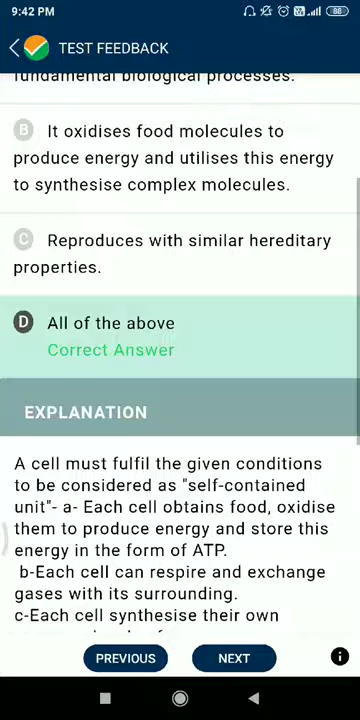 9:42 PM
88
TEST FEEDBACK
fundamental biological processes.
B It oxidises food molecules to
produce energy and utilises this energy
to synthesise complex molecules.
C Reproduces with similar hereditary
properties.
D All of the above
Correct Answer
EXPLANATION
A cell must fulfil the given conditions
to be considered as "self-contained
unit"- a- Each cell obtains food, oxidise
them to produce energy and store this
energy in the form of ATP.
b-Each cell can respire and exchange
gases with its surrounding.
c-Each cell synthesise their own
PREVIOUS NEXT